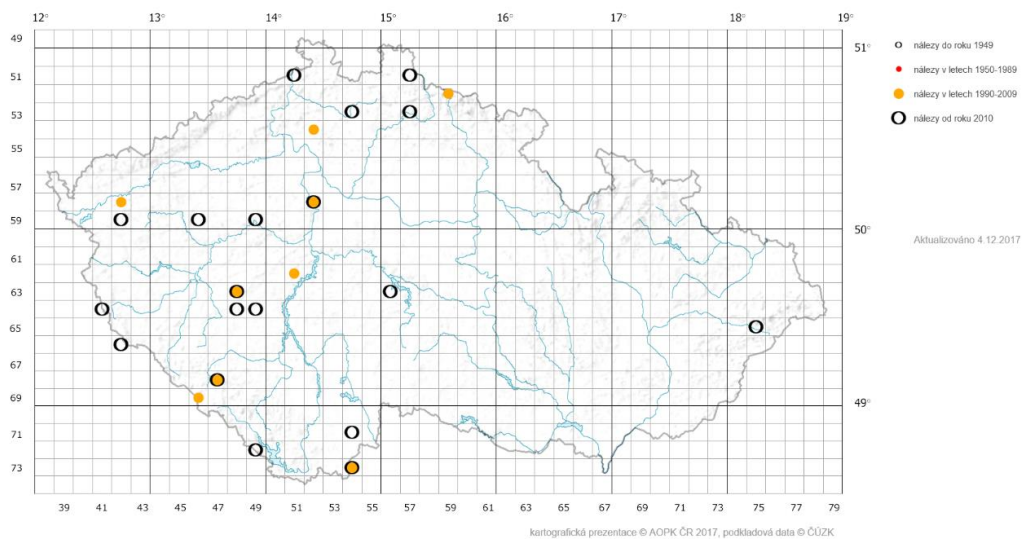 12° 13° 14° 15° 16° 17° 18° 19°
49
51° nálezy do roku 1949
51
nálezy v letech 1950-1989
nálezy v letech 1990-2009
53
nálezy od roku 2010
55
57
59
50°
Aktualizováno 4.12.2017
61
63
65
67
69
49°
71
73
39 41 43 45 47 49 51 53 55 57 59 61 63 65 67 69 71 73 75 77 79
kartografická prezentace © AOPK ČR 2017, podkladová data © ČÚZK